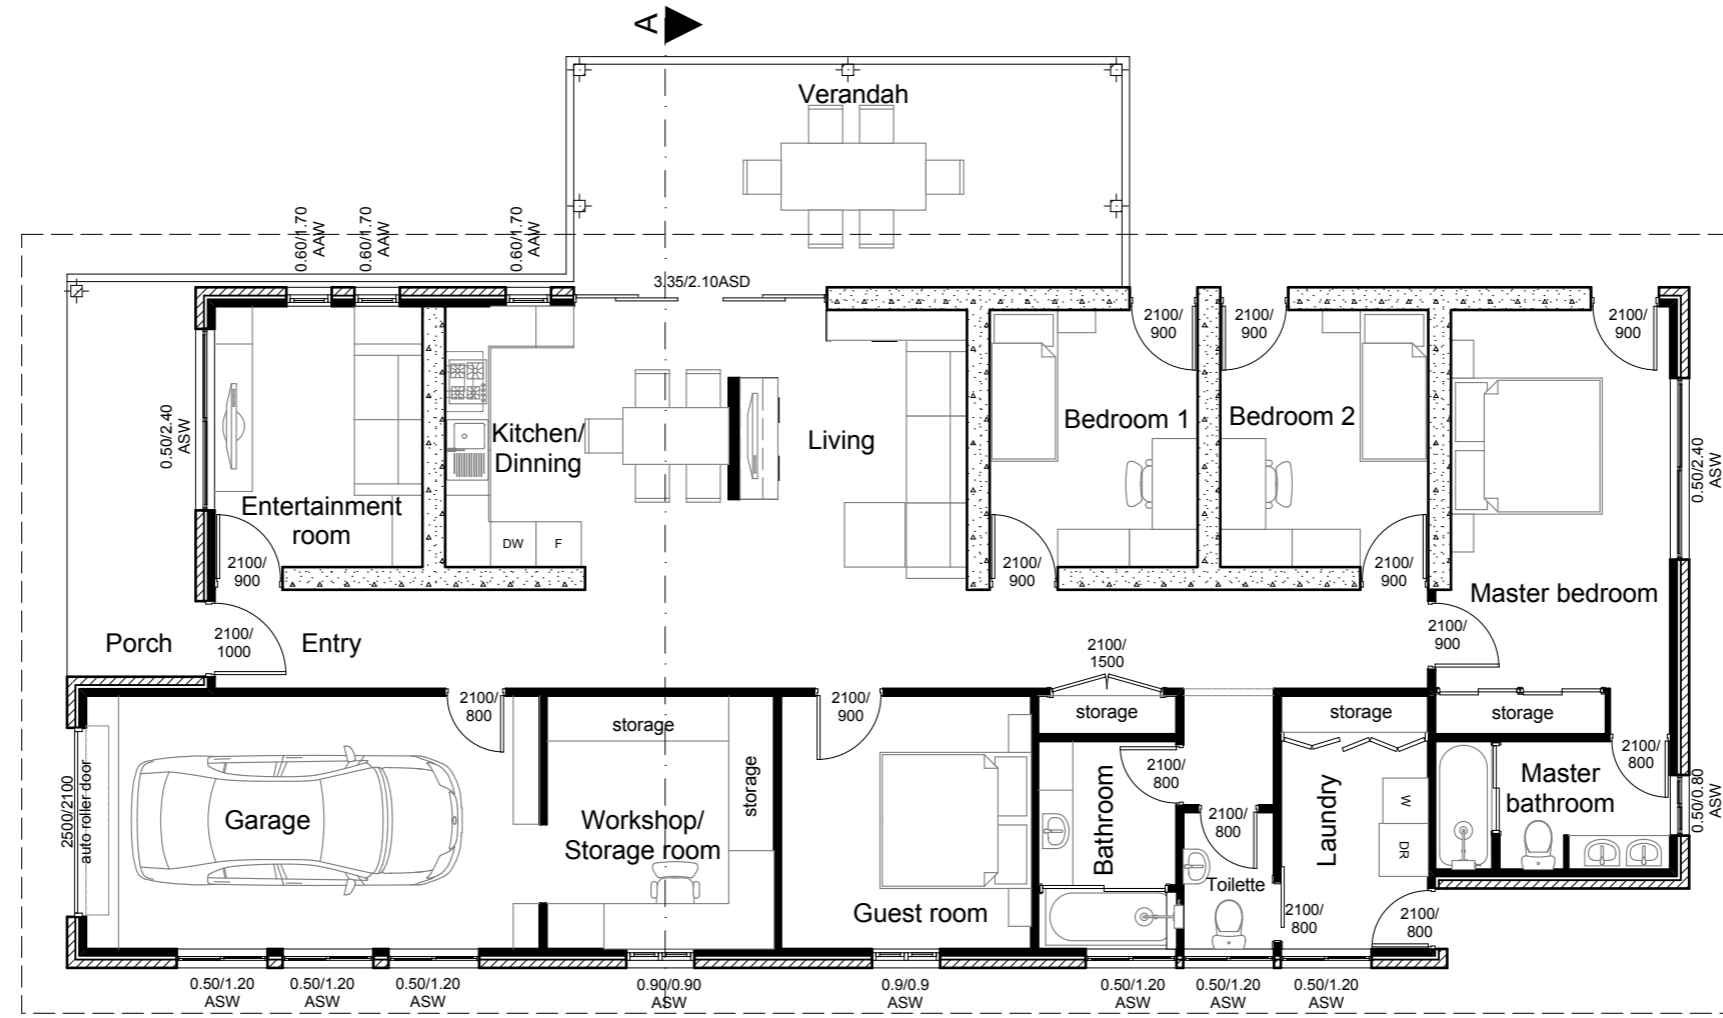 A
Verandah
0.60/1.70
AAW
0.60/1.70
AAW
0.60/1.70
AAW
3.35/2.10ASD
2100/
900
2100/
900
2100/
900
0.50/2.40
ASW
Kitchen/
Dinning
Living
Bedroom 1
Bedroom 2
0.50/2.40
ASW
Entertainment
room
DW
F
2100/
900
2100/
900
2100/
900
Master bedroom
Porch
2100/
1000
Entry
2100/
1500
2100/
900
2100/
800
2100/
900
storage
storage
storage
storage
storage
2500/2100
auto roller door
Garage
Workshop/
Storage room
Guest room
Bathroom
2100/
800
2100/
800
Toilette
Laundry
W
DR
2100/
800
2100/
800
Master
bathroom
2100/
800
0.50/0.80
ASW
0.50/1.20
ASW
0.50/1.20
ASW
0.50/1.20
ASW
0.90/0.90
ASW
0.9/0.9
ASW
0.50/1.20
ASW
0.50/1.20
ASW
0.50/1.20
ASW